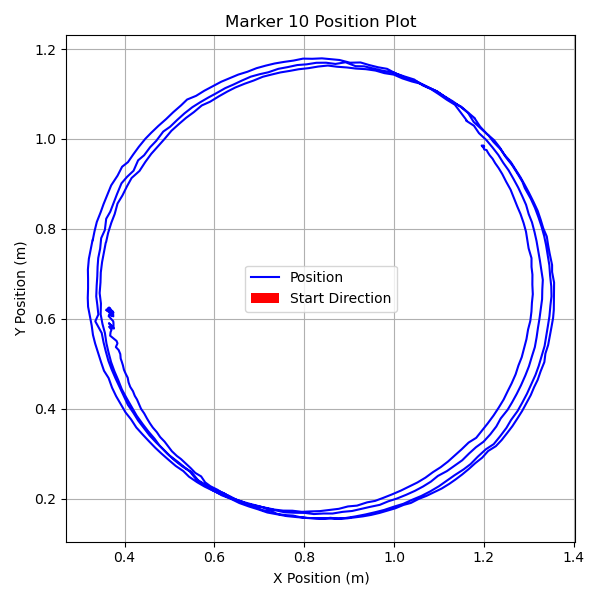 Marker 10 Position Plot
1.2
1.0
0.8
0.6
0.4
0.2
Y Position (m)
Position
Start Direction
0.4 0.6 0.8 1.0 1.2 1.4
X Position (m)